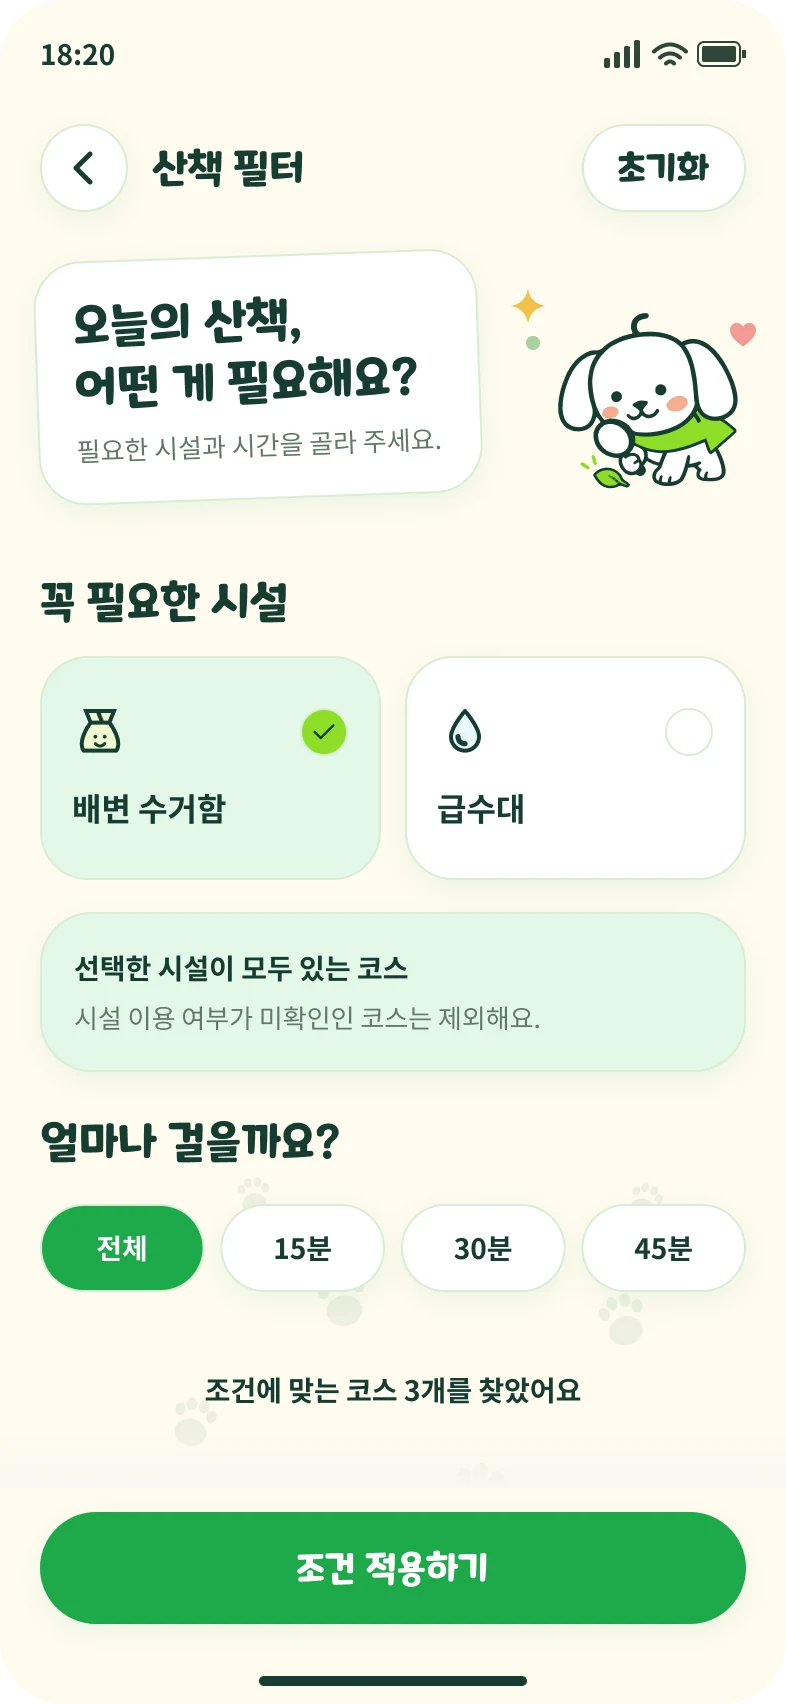 18:20
산책 필터
초기화
오늘의 산책,
어떤 게 필요해요?
필요한 시설과 시간을 골라 주세요.
꼭 필요한 시설
배변 수거함
급수대
선택한 시설이 모두 있는 코스
시설 이용 여부가 미확인인 코스는 제외해요.
얼마나 걸을까요?
전체
15분
30분
45분
조건에 맞는 코스 3개를 찾았어요
조건 적용하기